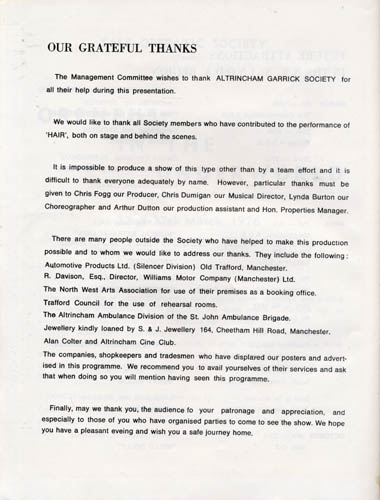 OUR GRATEFUL THANKS
The Management Committee wishes to thank ALTRINCHAM GARRICK SOCIETY for
all their help during this presentation.
We would like to thank all Society members who have contributed to the performance of
'HAIR', both on stage and behind the scenes.
It is impossible to produce a show of this type other than by a team effort and it is
difficult to thank everyone adequately by name. However, particular thanks must be
given to Chris Fogg our Producer, Chris Dumigan our Musical Director, Lynda Burton our
Choreographer and Arthur Dutton our production assistant and Hon. Properties Manager.
There are many people outside the Society who have helped to make this production
possible and to whom we would like to address our thanks. They include the following :
Automotive Products Ltd. (Silencer Division) Old Trafford, Manchester.
R. Davison, Esq., Director, Williams Motor Company (Manchester) Ltd.
The North West Arts Association for use of their premises as a booking office.
Trafford Council for the use of rehearsal rooms.
The Altrincham Ambulance Division of the St. John Ambulance Brigade.
Jewellery kindly loaned by S. & J. Jewellery 164, Cheetham Hill Road, Manchester.
Alan Colter and Altrincham Cine Club.
The companies, shopkeepers and tradesmen who have displared our posters and advert-
ised in this programme. We recommend you to avail yourselves of their services and ask
that when doing so you will mention having seen this programme.
Finally, may we thank you, the audience fo your patronage and appreciation, and
especially to those of you who have organised parties to come to see the show. We hope
you have a pleasant eveing and wish you a safe journey home.